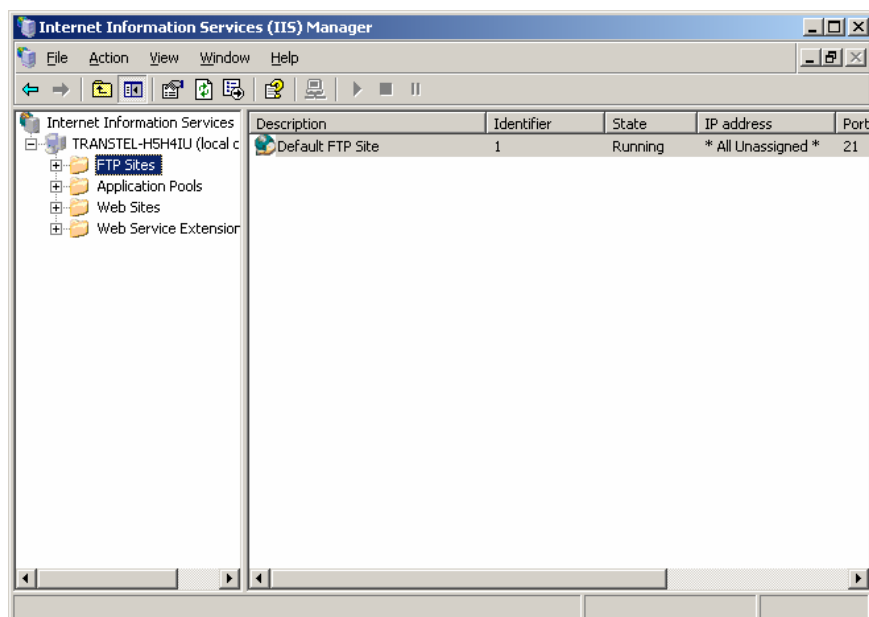 Internet Information Services (IIS) Manager
File Action View Window Help
Internet Information Services
TRANSTEL-H5H4IU (local c
FTP Sites
Application Pools
Web Sites
Web Service Extension
Description Identifier State IP address Port
Default FTP Site 1 Running * All Unassigned * 21